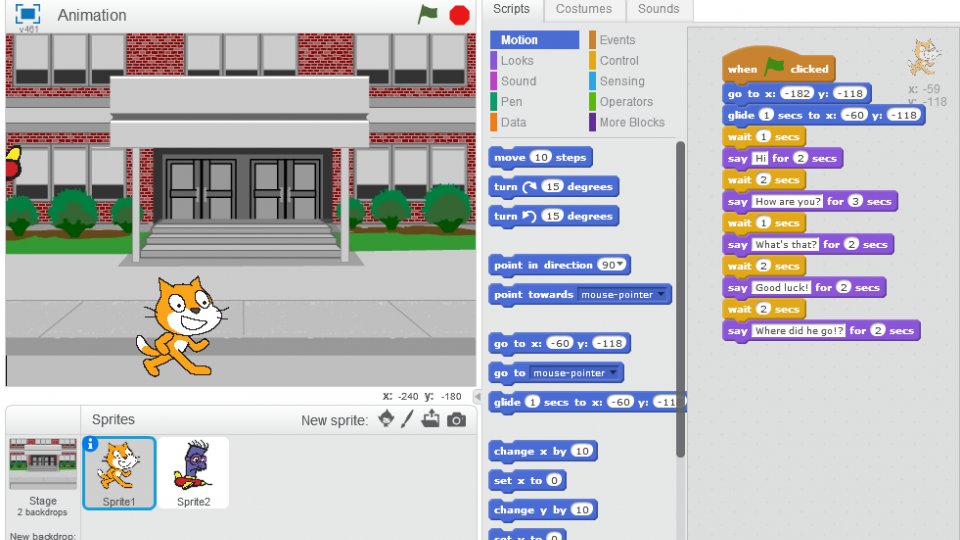 Animation
v461
Scripts Costumes Sounds
Motion Events
Looks Control
Sound Sensing
Pen Operators
Data More Blocks
move 10 steps
turn 15 degrees
turn 15 degrees
point in direction 90
point towards mouse-pointer
go to x: -60 y: -118
go to mouse-pointer
glide 1 secs to x: -60 y: -118
change x by 10
set x to 0
change y by 10
set y to 0
x: -59
y: -118
when clicked
go to x: -182 y: -118
glide 1 secs to x: -60 y: -118
wait 1 secs
say Hi for 2 secs
wait 2 secs
say How are you? for 3 secs
wait 1 secs
say What's that? for 2 secs
wait 2 secs
say Good luck! for 2 secs
wait 2 secs
say Where did he go!? for 2 secs
x: -240 y: -180
Sprites New sprite:
Stage
2 backdrops
New backdrop:
Sprite1
Sprite2